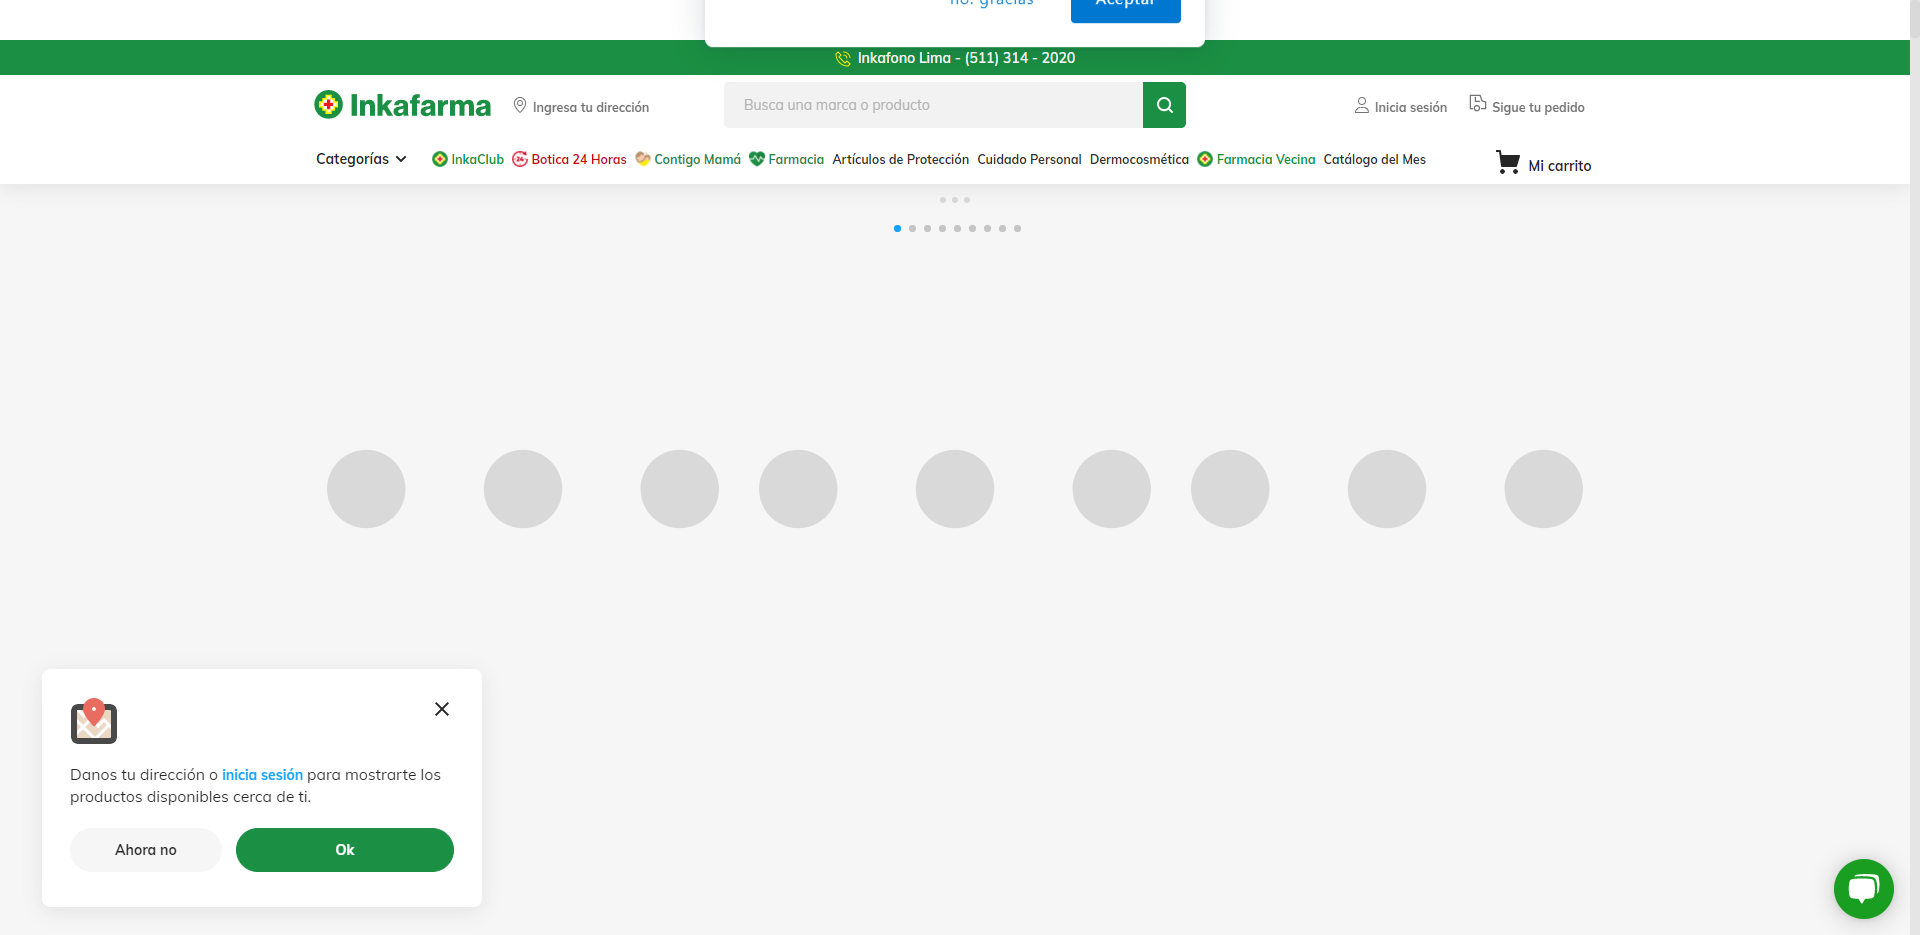 no. gracias
Aceptar
Inkafono Lima - (511) 314 - 2020
Inkafarma
Ingresa tu dirección
Busca una marca o producto
Inicia sesión
Sigue tu pedido
Categorías
InkaClub
24
Botica 24 Horas
Contigo Mamá
Farmacia
Artículos de Protección
Cuidado Personal
Dermocosmética
Farmacia Vecina
Catálogo del Mes
Mi carrito
Danos tu dirección o inicia sesión para mostrarte los
productos disponibles cerca de ti.
Ahora no
Ok